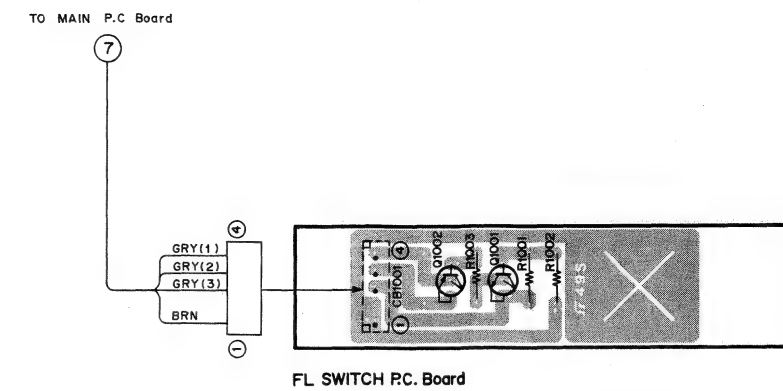 TO MAIN P.C Board
7
GRY(1)
GRY(2)
GRY(3)
BRN
4
1
CB1001
4
1
Q1002
R1003
Q1001
R1001
R1002
FL SWITCH P.C. Board